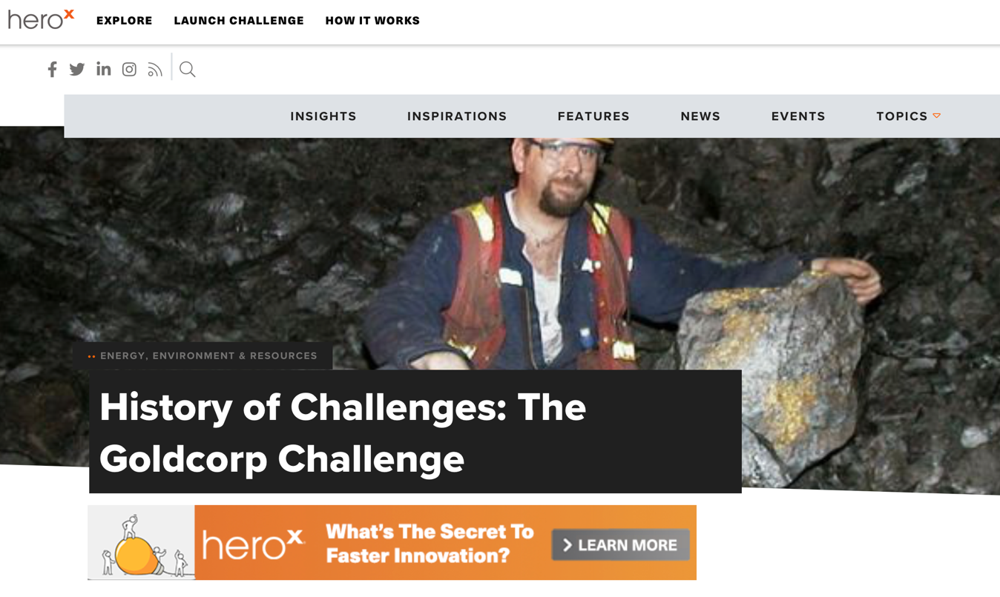 herox
EXPLORE LAUNCH CHALLENGE HOW IT WORKS
INSIGHTS INSPIRATIONS FEATURES NEWS EVENTS TOPICS
ENERGY, ENVIRONMENT & RESOURCES
History of Challenges: The
Goldcorp Challenge
herox
What's The Secret To
Faster Innovation?
LEARN MORE